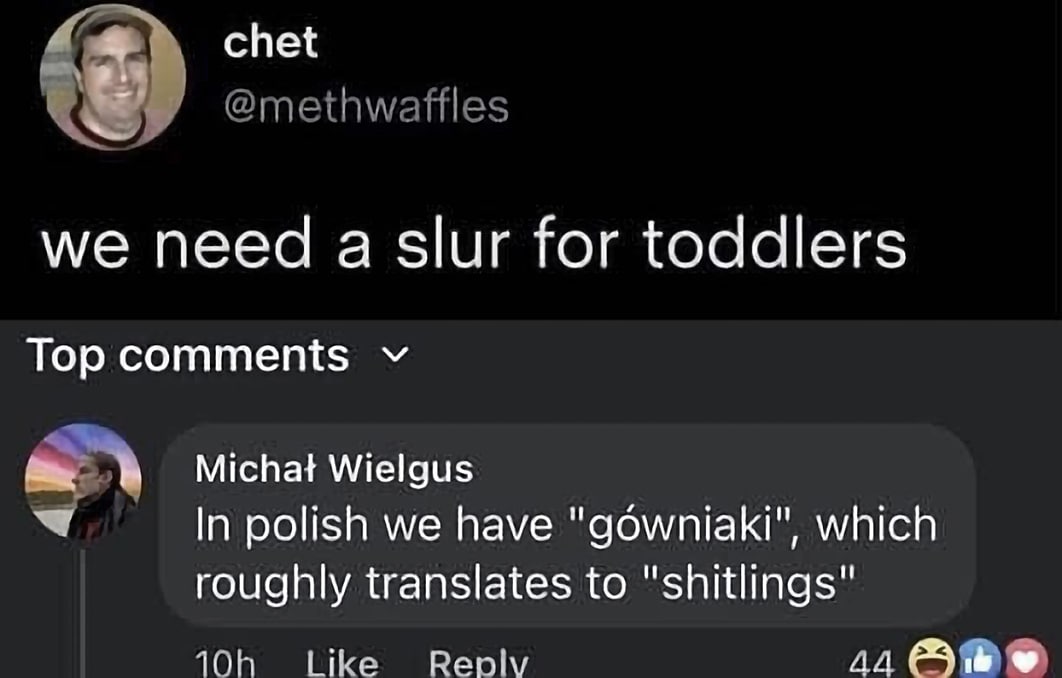 chet
@methwaffles
we need a slur for toddlers
Top comments
Michał Wielgus
In polish we have "gówniaki", which
roughly translates to "shitlings"
10h Like Reply 44